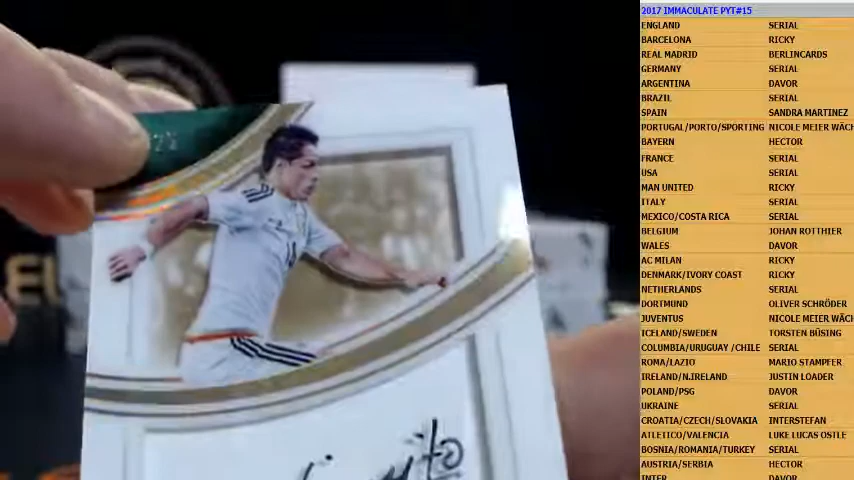 2017 IMMACULATE PYT#15
ENGLAND SERIAL
BARCELONA RICKY
REAL MADRID BERLINCARDS
GERMANY SERIAL
ARGENTINA DAVOR
BRAZIL SERIAL
SPAIN SANDRA MARTINEZ
PORTUGAL/PORTO/SPORTING NICOLE MEIER WÄCH
BAYERN HECTOR
FRANCE SERIAL
USA SERIAL
MAN UNITED RICKY
ITALY SERIAL
MEXICO/COSTA RICA SERIAL
BELGIUM JOHAN ROTTHIER
WALES DAVOR
AC MILAN RICKY
DENMARK/IVORY COAST RICKY
NETHERLANDS SERIAL
DORTMUND OLIVER SCHRÖDER
JUVENTUS NICOLE MEIER WÄCH
ICELAND/SWEDEN TORSTEN BÜSING
COLUMBIA/URUGUAY /CHILE SERIAL
ROMA/LAZIO MARIO STAMPFER
IRELAND/N.IRELAND JUSTIN LOADER
POLAND/PSG DAVOR
UKRAINE SERIAL
CROATIA/CZECH/SLOVAKIA INTERSTEFAN
ATLETICO/VALENCIA LUKE LUCAS OSTLE
BOSNIA/ROMANIA/TURKEY SERIAL
AUSTRIA/SERBIA HECTOR
INTER DAVOR